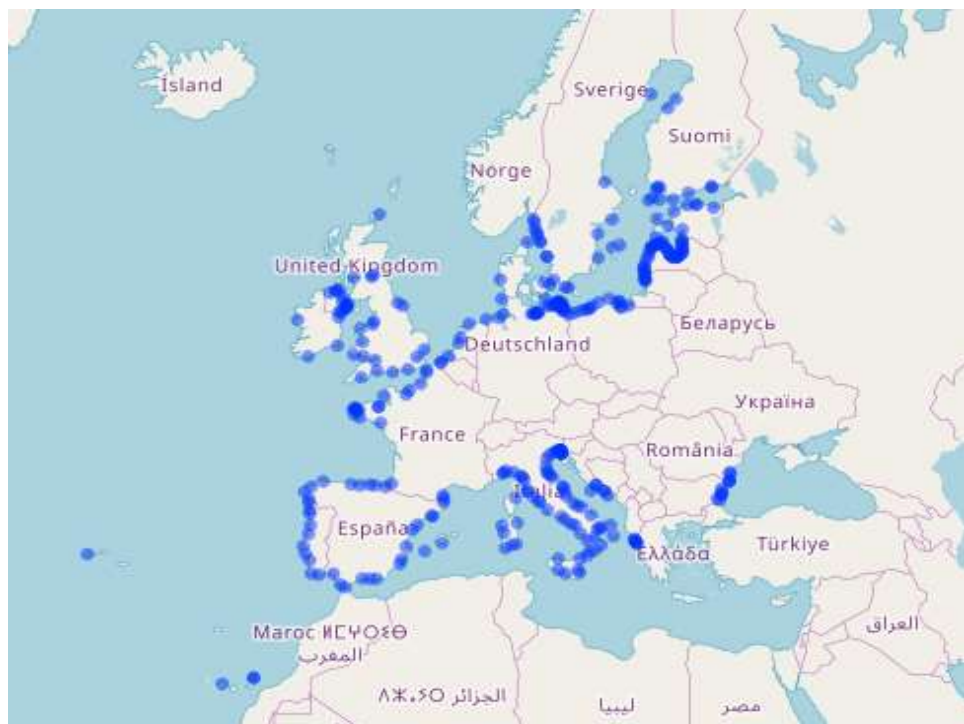 Ísland
Sverige
Suomi
Norge
United Kingdom
Беларусь
Deutschland
Україна
France
România
Italia
España
Türkiye
Ελλάδα
Maroc ⵍⵎⵖⵔⵉⴱ
المغرب
العراق
ⴷⵣⴰⵢⴻⵔ الجزائر
ليبيا
مصر